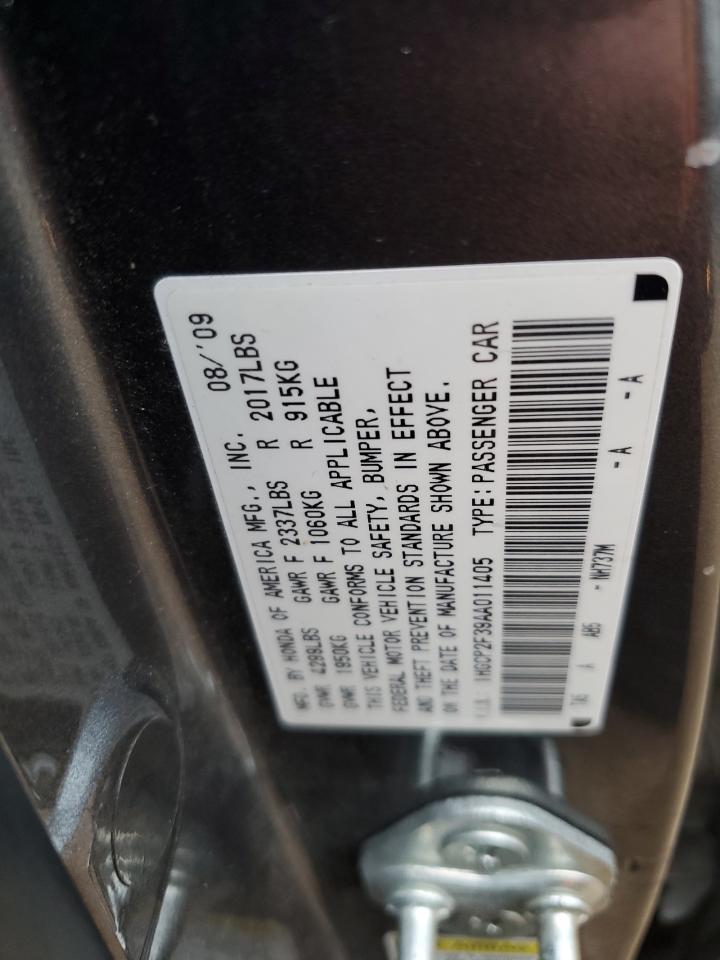 MFD. BY HONDA OF AMERICA MFG., INC. 08/'09
GVWR 4299LBS GAWR F 2337LBS R 2017LBS
GVWR 1950KG GAWR F 1060KG R 915KG
THIS VEHICLE CONFORMS TO ALL APPLICABLE
FEDERAL MOTOR VEHICLE SAFETY, BUMPER,
AND THEFT PREVENTION STANDARDS IN EFFECT
ON THE DATE OF MANUFACTURE SHOWN ABOVE.
V.I.N.: 1HGCP2F39AA011405 TYPE: PASSENGER CAR
TA5 A AB5 - NH737M - A - A